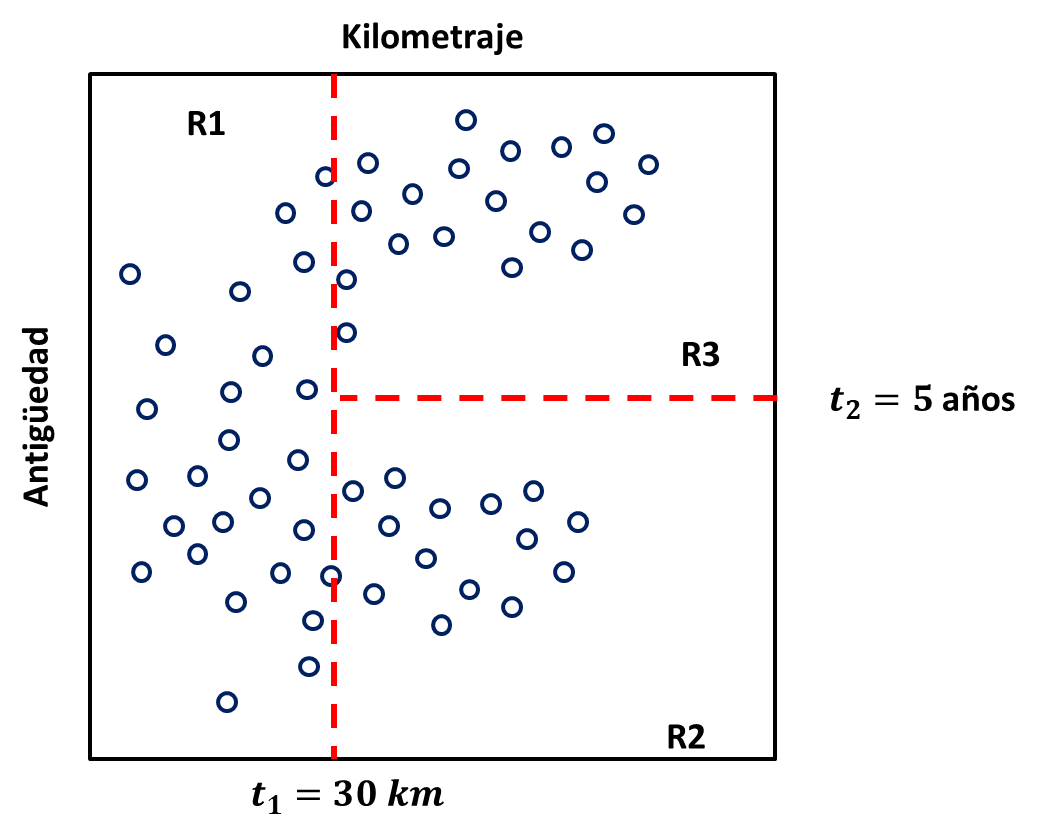 Kilometraje
R1
R3
Antigüedad
t₂ = 5 años
R2
t₁ = 30 km